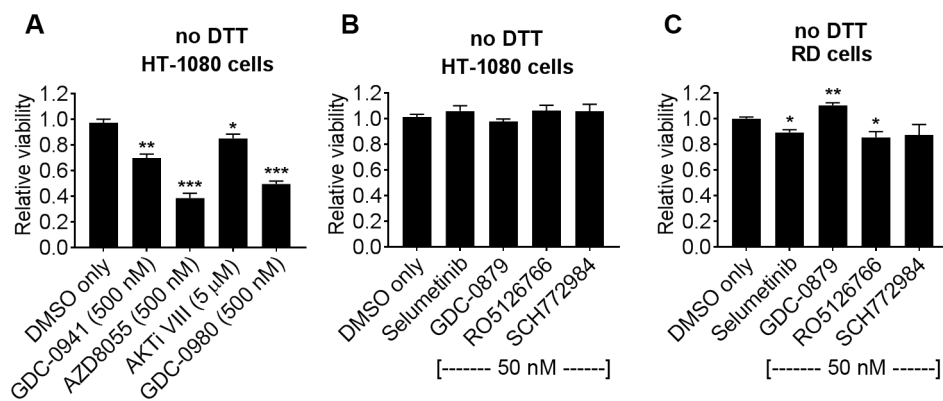 A
no DTT
HT-1080 cells
Relative viability
1.2
1.0
0.8
0.6
0.4
0.2
0.0
**
***
*
***
DMSO only
GDC-0941 (500 nM)
AZD8055 (500 nM)
AKTi VIII (5 μM)
GDC-0980 (500 nM)
B
no DTT
HT-1080 cells
Relative viability
1.2
1.0
0.8
0.6
0.4
0.2
0.0
DMSO only
Selumetinib
GDC-0879
RO5126766
SCH772984
[------- 50 nM ------]
C
no DTT
RD cells
Relative viability
1.2
1.0
0.8
0.6
0.4
0.2
0.0
*
**
*
DMSO only
Selumetinib
GDC-0879
RO5126766
SCH772984
[------- 50 nM ------]